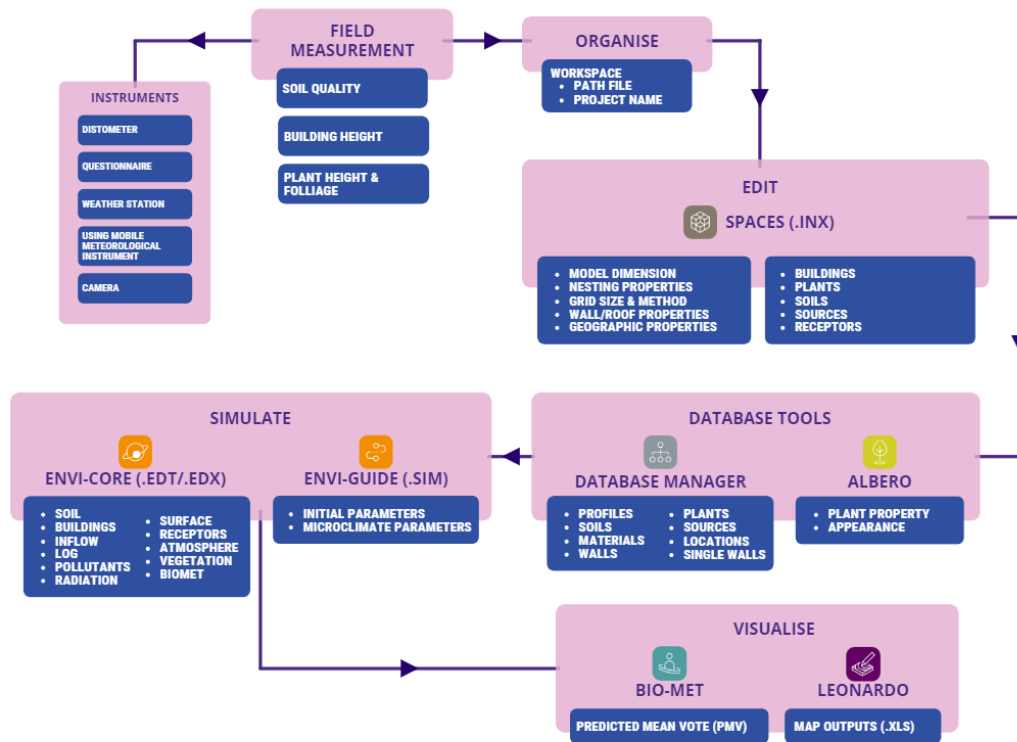 FIELD
MEASUREMENT
SOIL QUALITY
BUILDING HEIGHT
PLANT HEIGHT &
FOLLIAGE
INSTRUMENTS
DISTOMETER
QUESTIONNAIRE
WEATHER STATION
USING MOBILE
METEOROLOGICAL
INSTRUMENT
CAMERA
ORGANISE
WORKSPACE
• PATH FILE
• PROJECT NAME
EDIT
SPACES (.INX)
• MODEL DIMENSION
• NESTING PROPERTIES
• GRID SIZE & METHOD
• WALL/ROOF PROPERTIES
• GEOGRAPHIC PROPERTIES
• BUILDINGS
• PLANTS
• SOILS
• SOURCES
• RECEPTORS
DATABASE TOOLS
DATABASE MANAGER
• PROFILES
• SOILS
• MATERIALS
• WALLS
• PLANTS
• SOURCES
• LOCATIONS
• SINGLE WALLS
ALBERO
• PLANT PROPERTY
• APPEARANCE
SIMULATE
ENVI-CORE (.EDT/.EDX)
• SOIL
• BUILDINGS
• INFLOW
• LOG
• POLLUTANTS
• RADIATION
• SURFACE
• RECEPTORS
• ATMOSPHERE
• VEGETATION
• BIOMET
ENVI-GUIDE (.SIM)
• INITIAL PARAMETERS
• MICROCLIMATE PARAMETERS
VISUALISE
BIO-MET
PREDICTED MEAN VOTE (PMV)
LEONARDO
MAP OUTPUTS (.XLS)